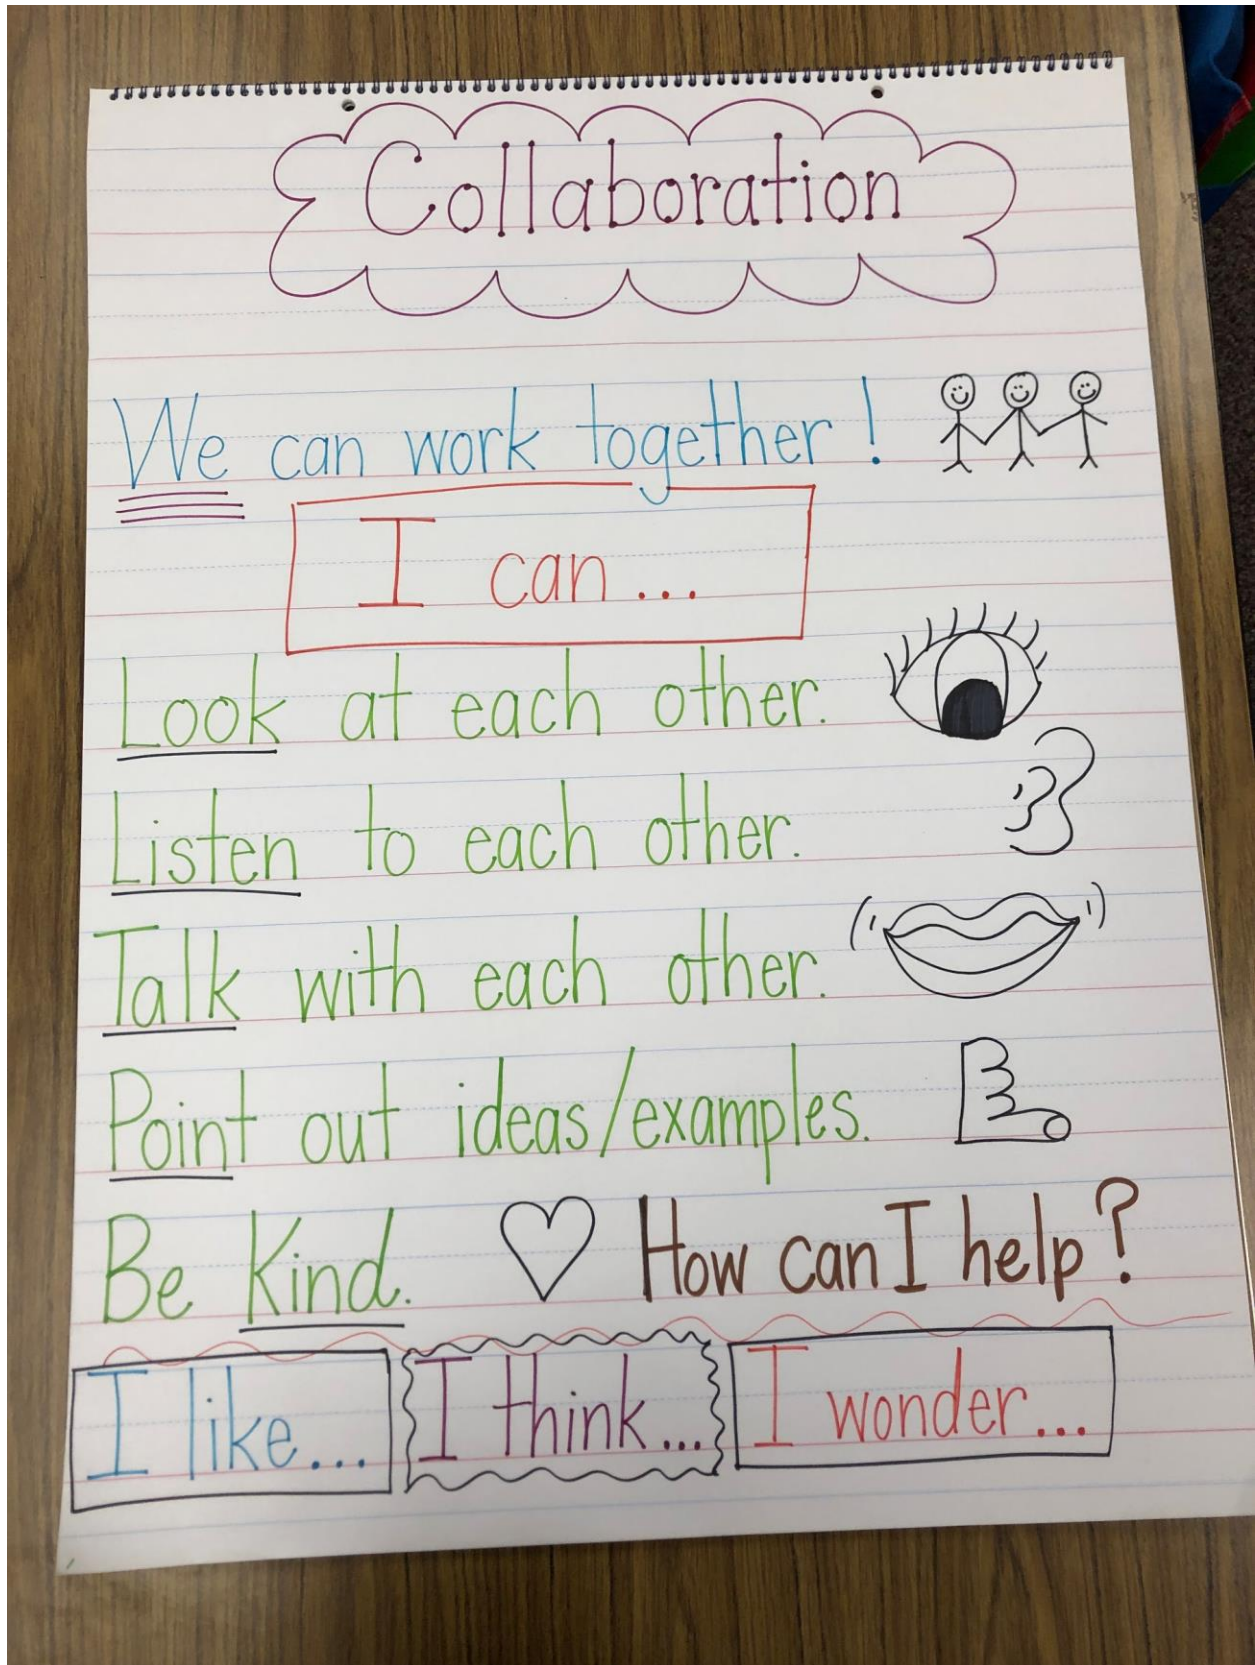 Collaboration
We can work together!
I can...
Look at each other.
Listen to each other.
Talk with each other.
Point out ideas/examples.
Be Kind. How can I help?
I like... I think... I wonder...